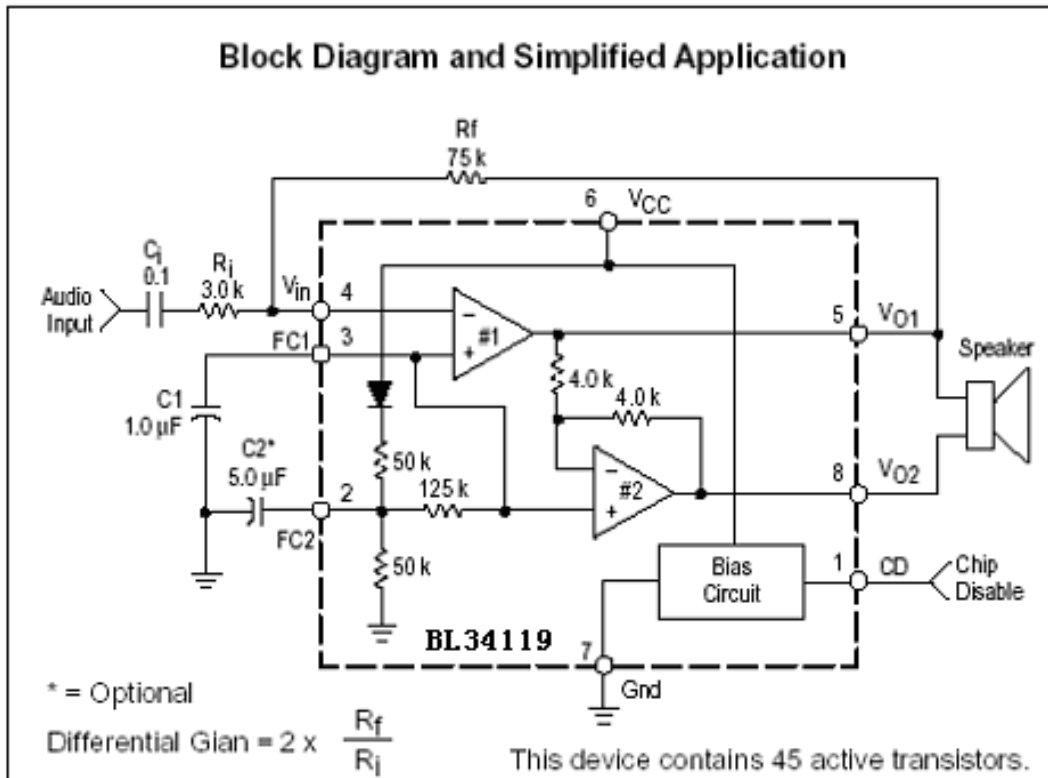 Block Diagram and Simplified Application
Rf
75 k
6
VCC
Ci
0.1
Ri
3.0 k
Audio
Input
Vin
4
−
#1
+
5
VO1
FC1
3
Speaker
4.0 k
4.0 k
C1
1.0 µF
C2*
5.0 µF
50 k
−
#2
+
8
VO2
2
125 k
FC2
50 k
Bias
Circuit
1
CD
Chip
Disable
BL34119
7
Gnd
* = Optional
Differential Gian = 2 x Rf
Ri
This device contains 45 active transistors.